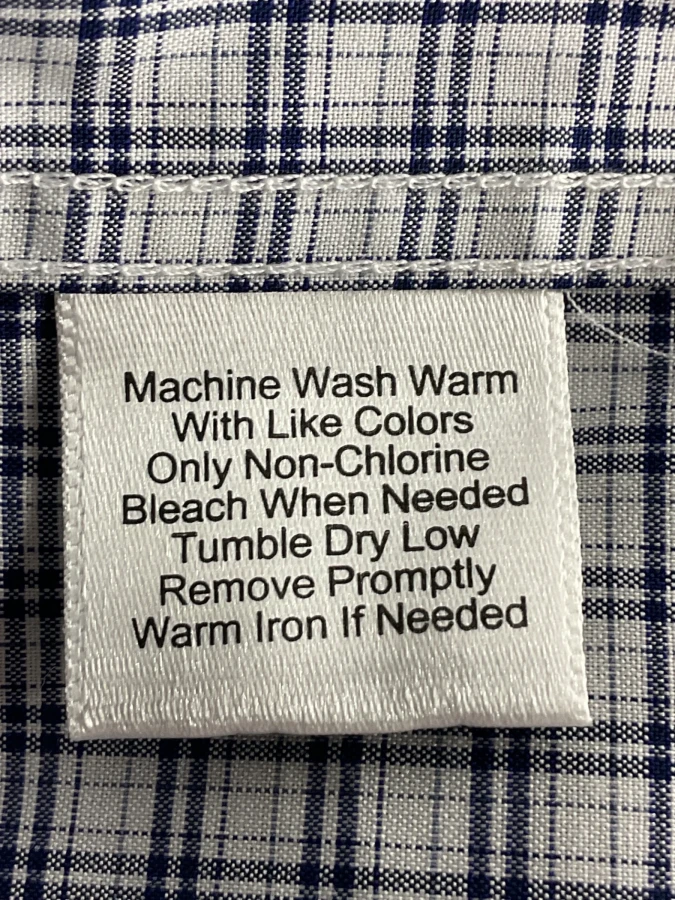 Machine Wash Warm
With Like Colors
Only Non-Chlorine
Bleach When Needed
Tumble Dry Low
Remove Promptly
Warm Iron If Needed